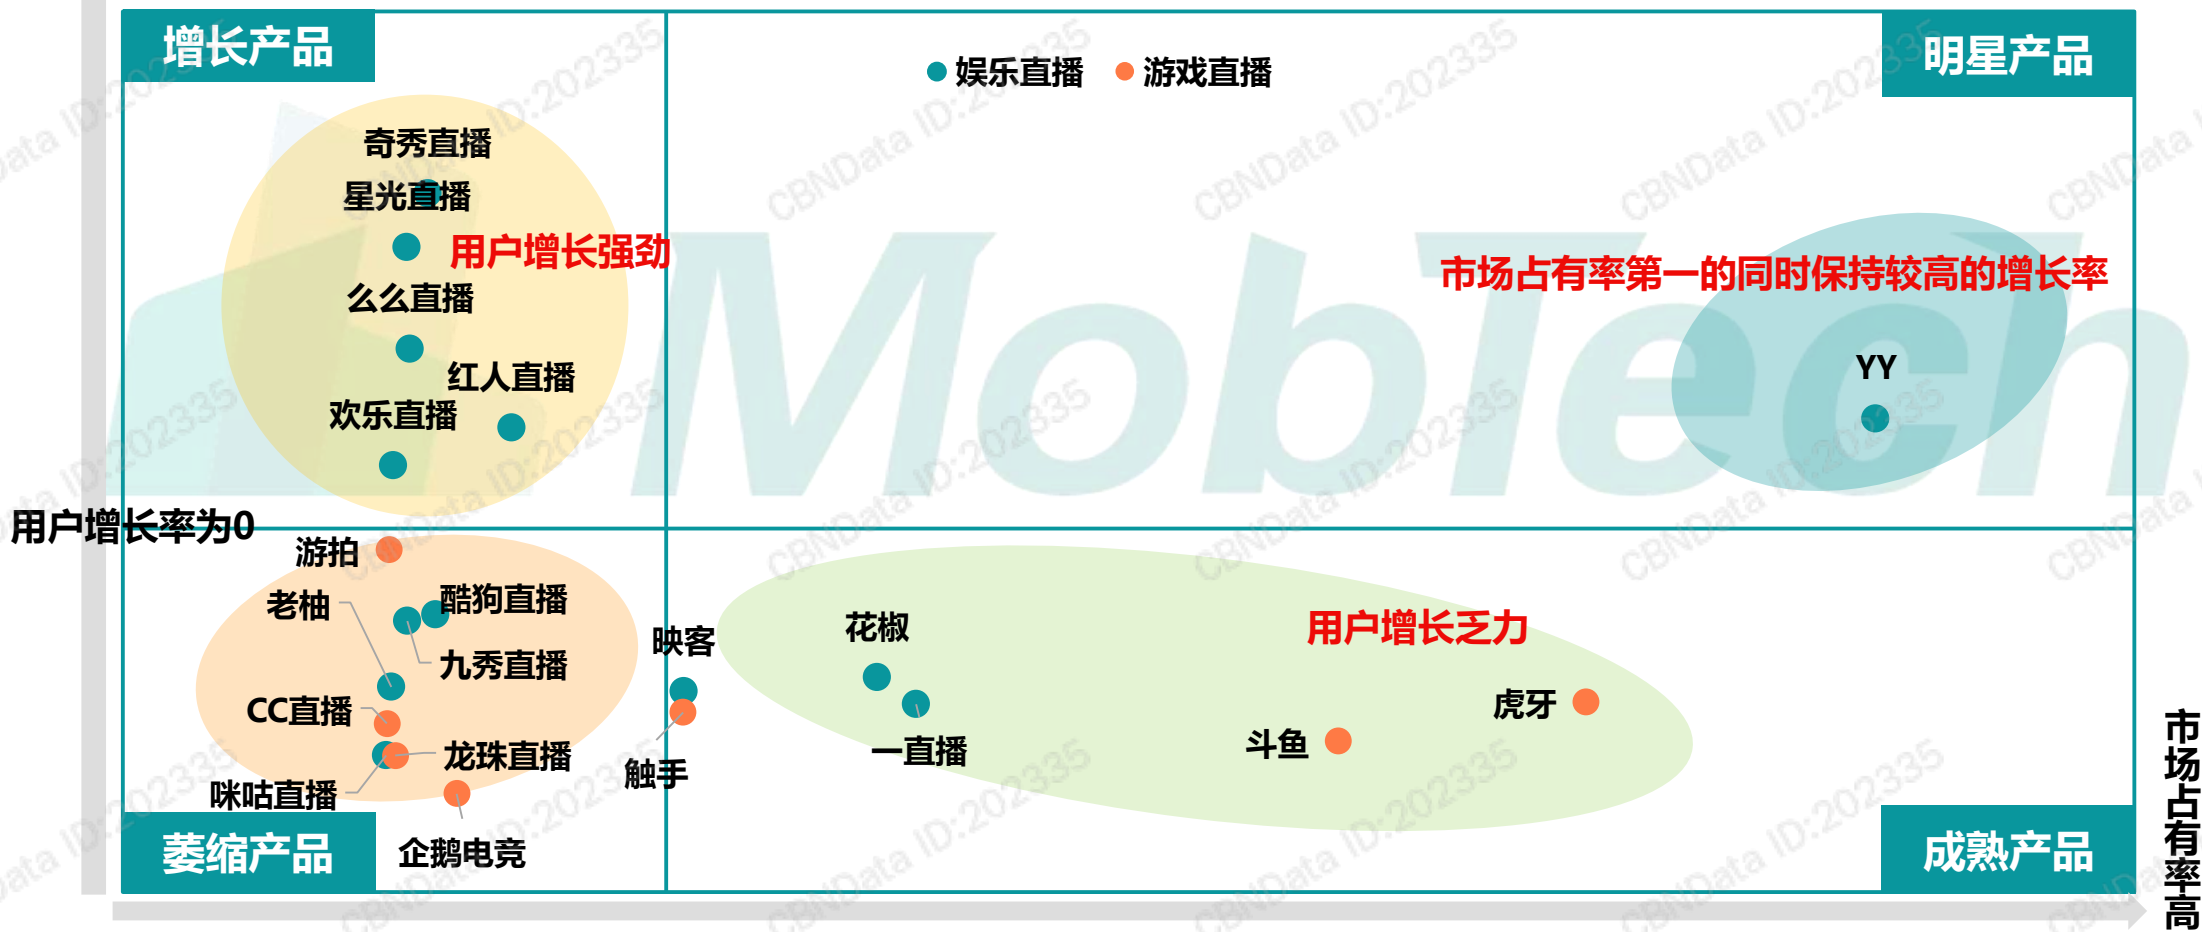 增长产品
明星产品
娱乐直播 游戏直播
奇秀直播
星光直播
用户增长强劲
市场占有率第一的同时保持较高的增长率
么么直播
YY
红人直播
欢乐直播
用户增长率为0
游拍
老柚
酷狗直播
映客
花椒
用户增长乏力
九秀直播
CC直播
虎牙
斗鱼
一直播
龙珠直播
触手
咪咕直播
企鹅电竞
萎缩产品
成熟产品
市场占有率高
MobTech
CBNData ID:202335